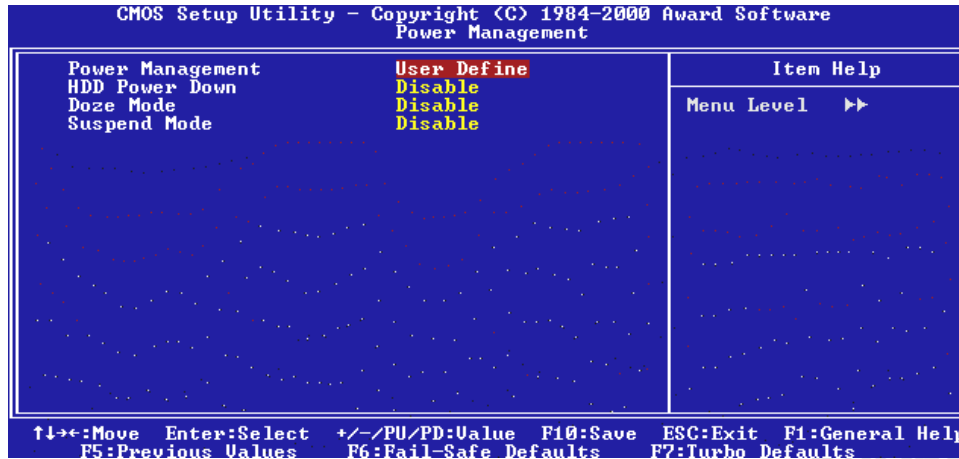 CMOS Setup Utility - Copyright (C) 1984-2000 Award Software
Power Management
Power Management User Define
HDD Power Down Disable
Doze Mode Disable
Suspend Mode Disable
Item Help
Menu Level ►►
↑↓→←:Move Enter:Select +/-/PU/PD:Value F10:Save ESC:Exit F1:General Help
F5:Previous Values F6:Fail-Safe Defaults F7:Turbo Defaults